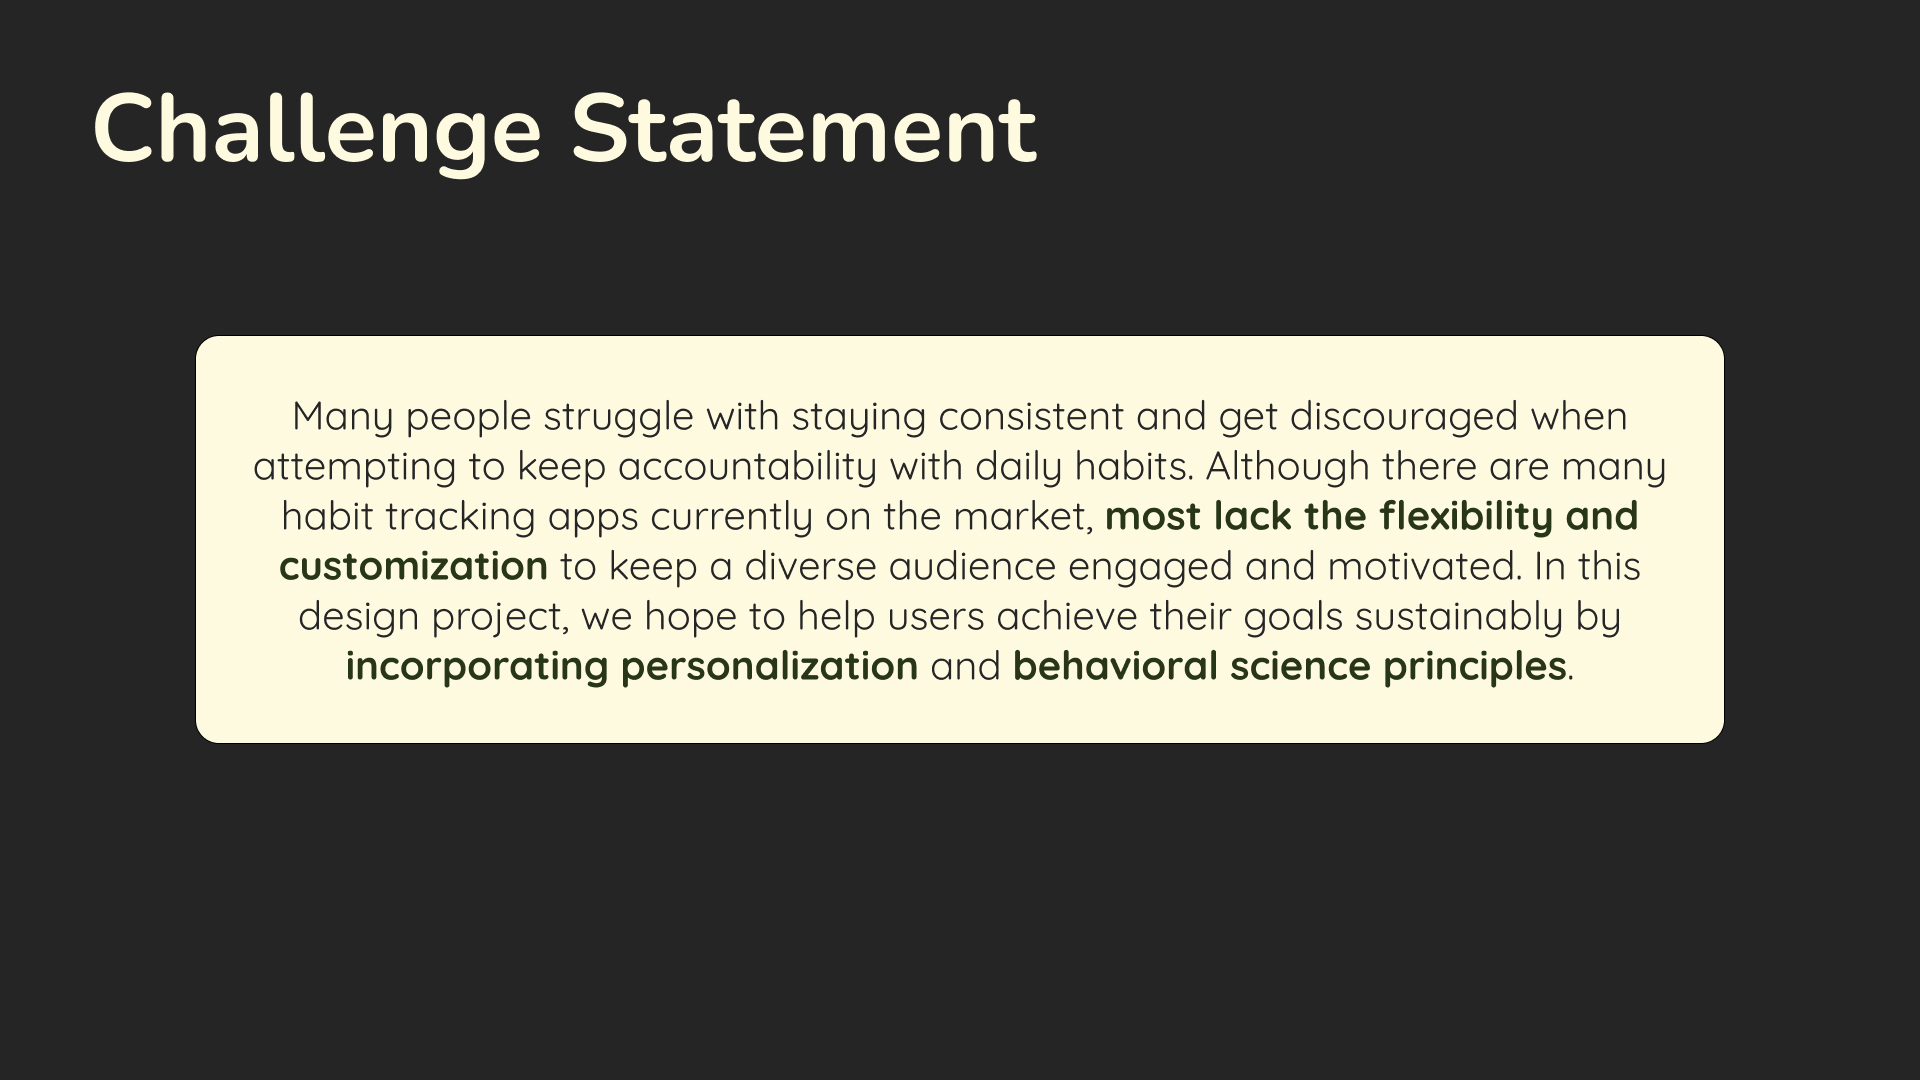 Challenge Statement
Many people struggle with staying consistent and get discouraged when
attempting to keep accountability with daily habits. Although there are many
habit tracking apps currently on the market, most lack the flexibility and
customization to keep a diverse audience engaged and motivated. In this
design project, we hope to help users achieve their goals sustainably by
incorporating personalization and behavioral science principles.